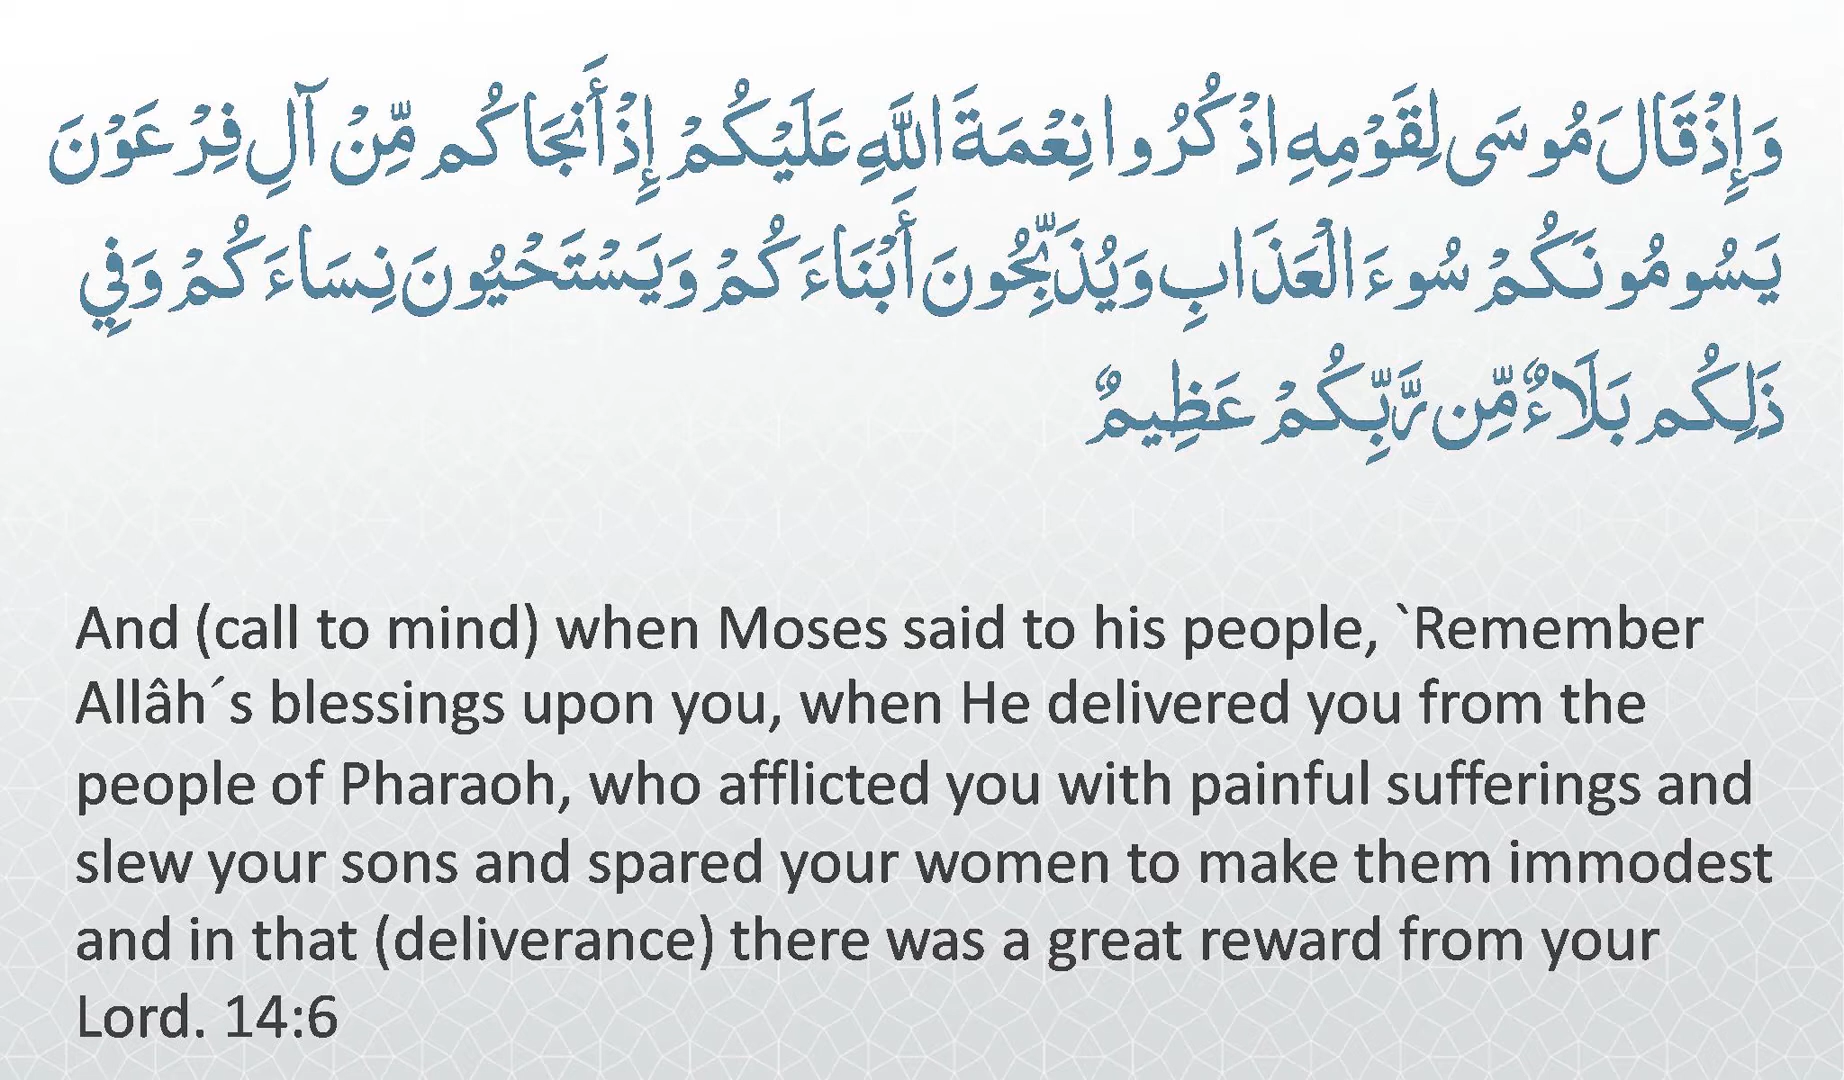 وَإِذْ قَالَ مُوسَى لِقَوْمِهِ اذْكُرُوا نِعْمَةَ اللَّهِ عَلَيْكُمْ إِذْ أَنجَاكُم مِّنْ آلِ فِرْعَوْنَ
يَسُومُونَكُمْ سُوءَ الْعَذَابِ وَيُذَبِّحُونَ أَبْنَاءَكُمْ وَيَسْتَحْيُونَ نِسَاءَكُمْ وَفِي
ذَلِكُم بَلَاءٌ مِّن رَّبِّكُمْ عَظِيمٌ
And (call to mind) when Moses said to his people, `Remember
Allâh´s blessings upon you, when He delivered you from the
people of Pharaoh, who afflicted you with painful sufferings and
slew your sons and spared your women to make them immodest
and in that (deliverance) there was a great reward from your
Lord. 14:6